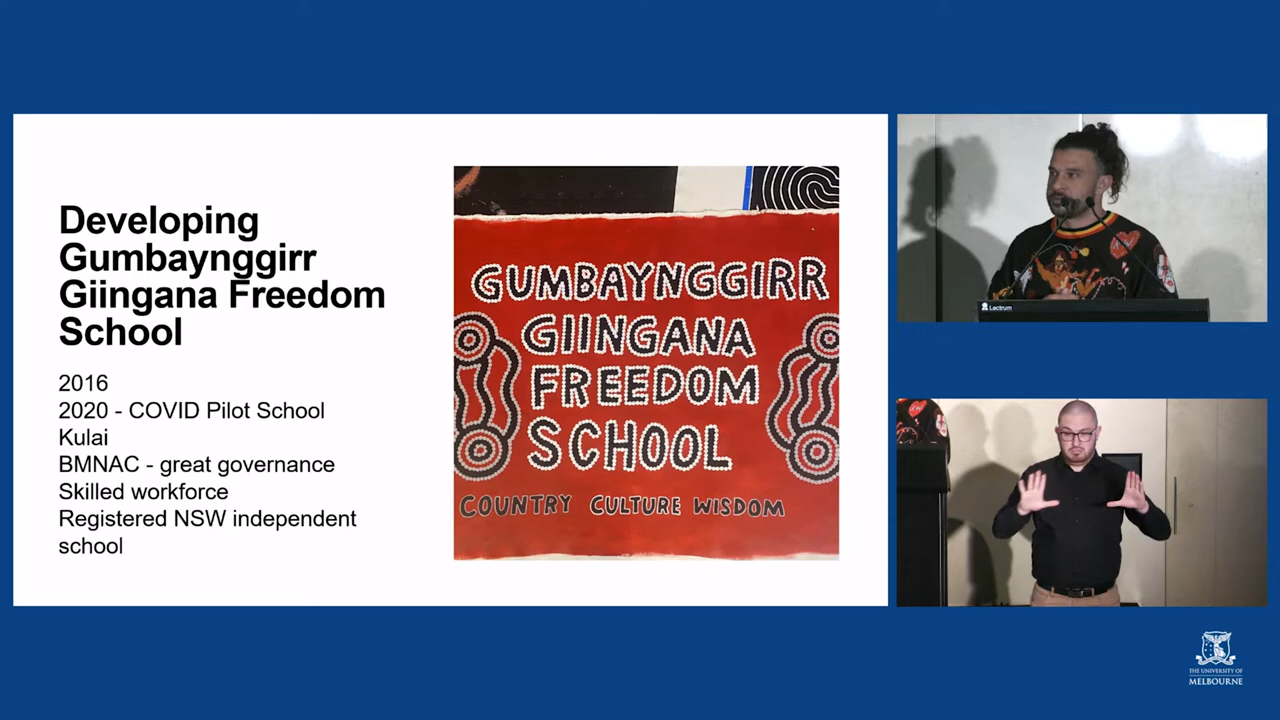 Developing
Gumbaynggirr
Giingana Freedom
School
2016
2020 - COVID Pilot School
Kulai
BMNAC - great governance
Skilled workforce
Registered NSW independent
school
GUMBAYNGGIRR
GIINGANA
FREEDOM
SCHOOL
COUNTRY CULTURE WISDOM
Lectrum
THE UNIVERSITY OF
MELBOURNE